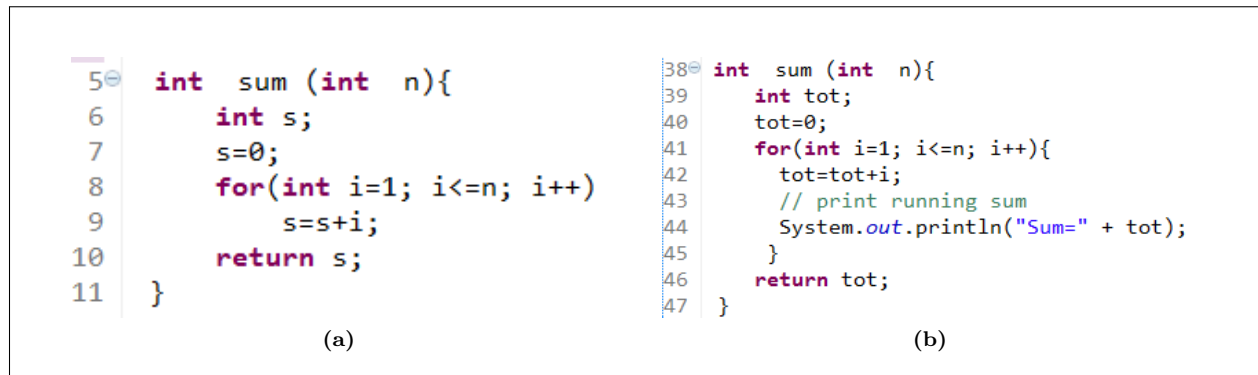 5 int  sum (int  n){
6     int s;
7     s=0;
8     for(int i=1; i<=n; i++)
9         s=s+i;
10     return s;
11 }
(a)
38 int  sum (int  n){
39     int tot;
40     tot=0;
41     for(int i=1; i<=n; i++){
42       tot=tot+i;
43       // print running sum
44       System.out.println("Sum=" + tot);
45      }
46     return tot;
47 }
(b)